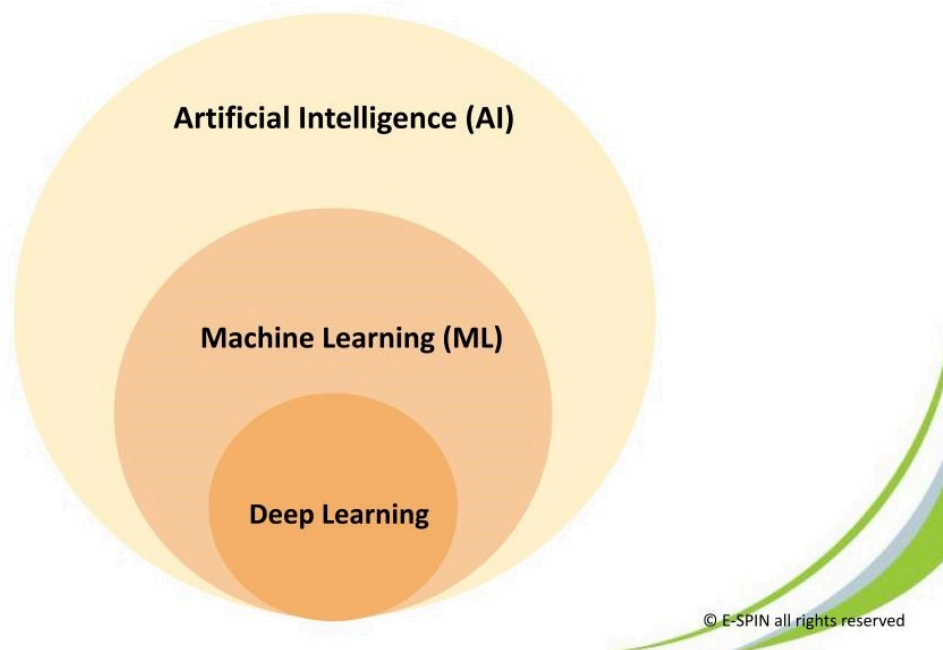 Artificial Intelligence (AI)
Machine Learning (ML)
Deep Learning
© E-SPIN all rights reserved